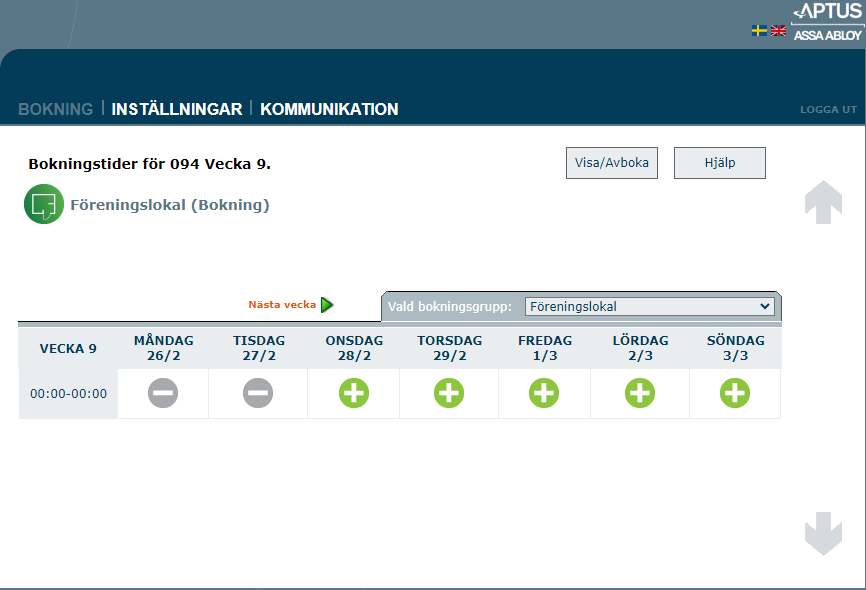 APTUS
ASSA ABLOY
BOKNING INSTÄLLNINGAR KOMMUNIKATION LOGGA UT
Bokningstider för 094 Vecka 9.
Visa/Avboka
Hjälp
Föreningslokal (Bokning)
Nästa vecka
Vald bokningsgrupp: Föreningslokal
VECKA 9 MÅNDAG 26/2 TISDAG 27/2 ONSDAG 28/2 TORSDAG 29/2 FREDAG 1/3 LÖRDAG 2/3 SÖNDAG 3/3
00:00-00:00